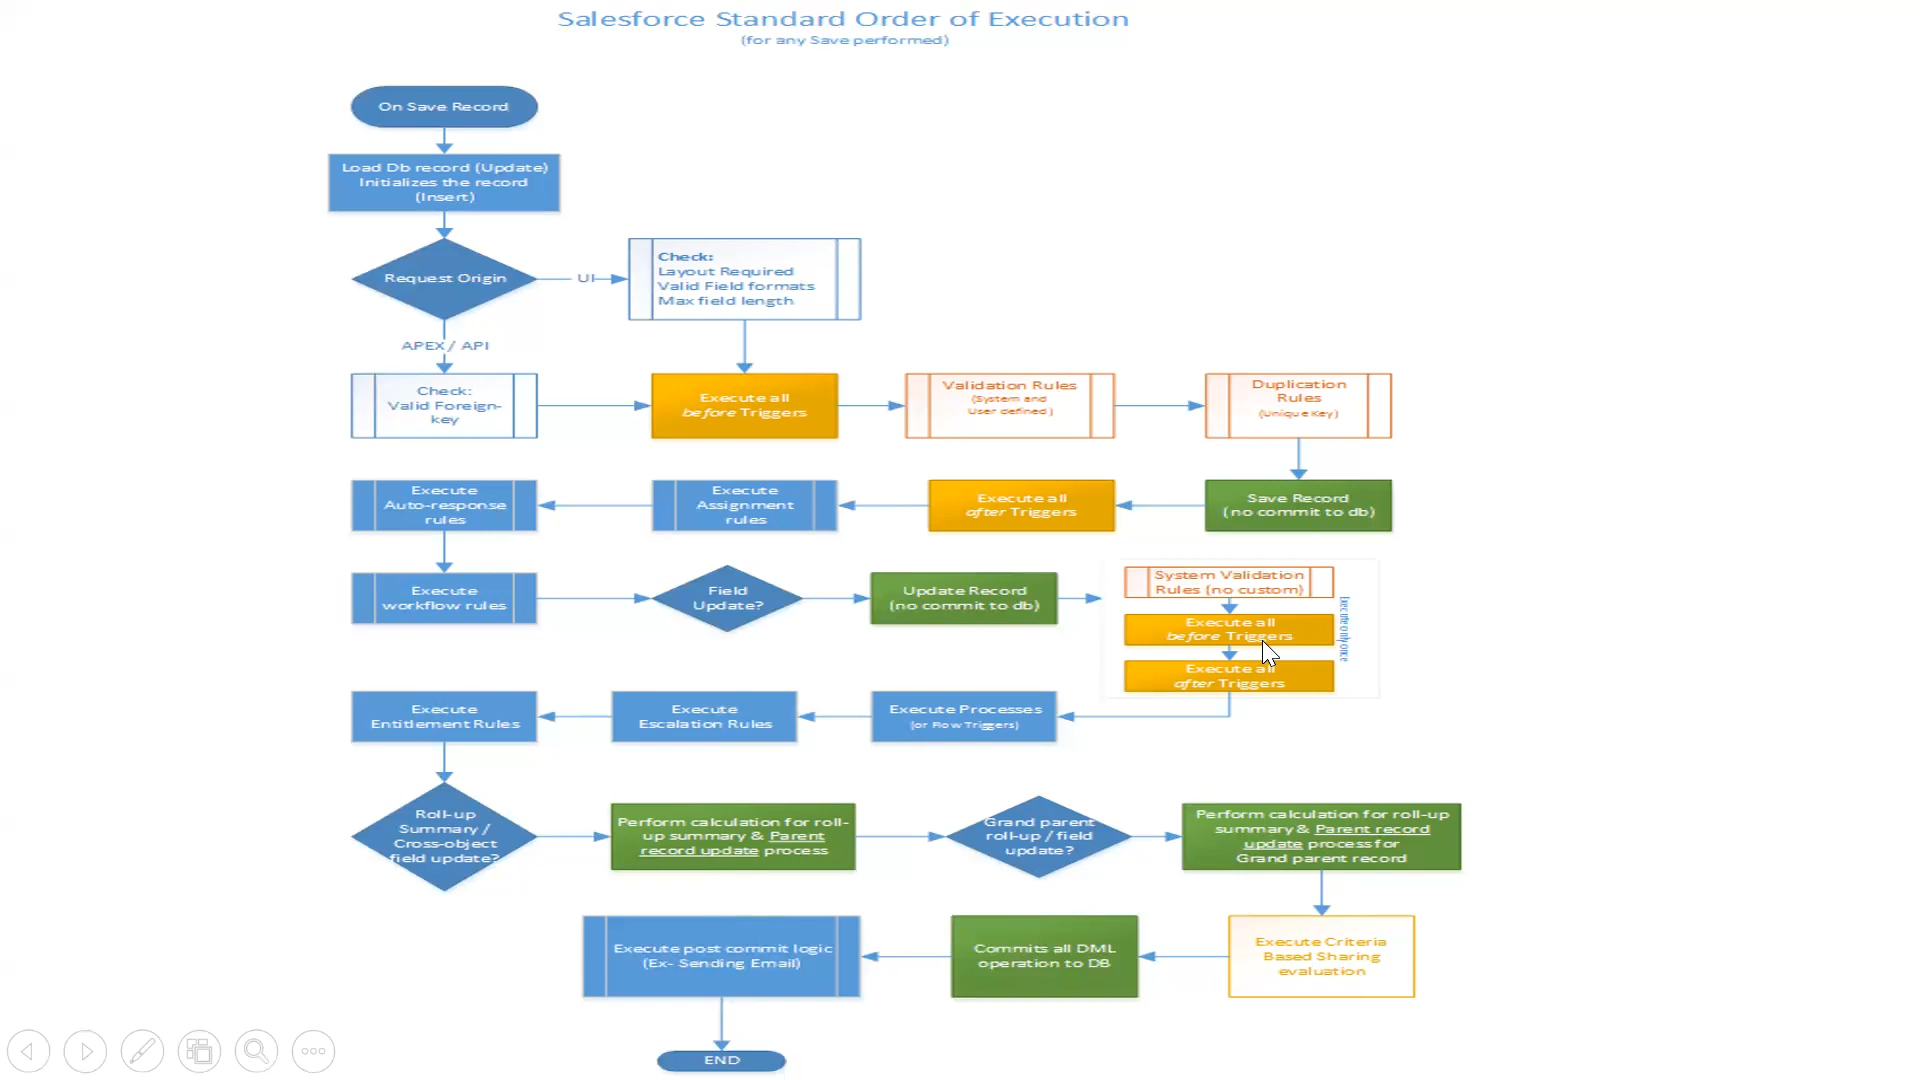 Salesforce Standard Order of Execution
(for any Save performed)
On Save Record
Load Db record (Update)
Initializes the record
(Insert)
Request Origin
UI
Check:
Layout Required
Valid Field formats
Max field length
APEX / API
Check:
Valid Foreign-
key
Execute all
before Triggers
Validation Rules
(System and
User defined)
Duplication
Rules
(Unique Key)
Execute
Auto-response
rules
Execute
Assignment
rules
Execute all
after Triggers
Save Record
(no commit to db)
Execute
workflow rules
Field
Update?
Update Record
(no commit to db)
System Validation
Rules (no custom)
Execute all
before Triggers
Execute all
after Triggers
Execute only once
Execute
Entitlement Rules
Execute
Escalation Rules
Execute Processes
(or Flow Triggers)
Roll-up
Summary /
Cross-object
field update?
Perform calculation for roll-
up summary & Parent
record update process
Grand parent
roll-up / field
update?
Perform calculation for roll-up
summary & Parent record
update process for
Grand parent record
Execute post commit logic
(Ex- Sending Email)
Commits all DML
operation to DB
Execute Criteria
Based Sharing
evaluation
END